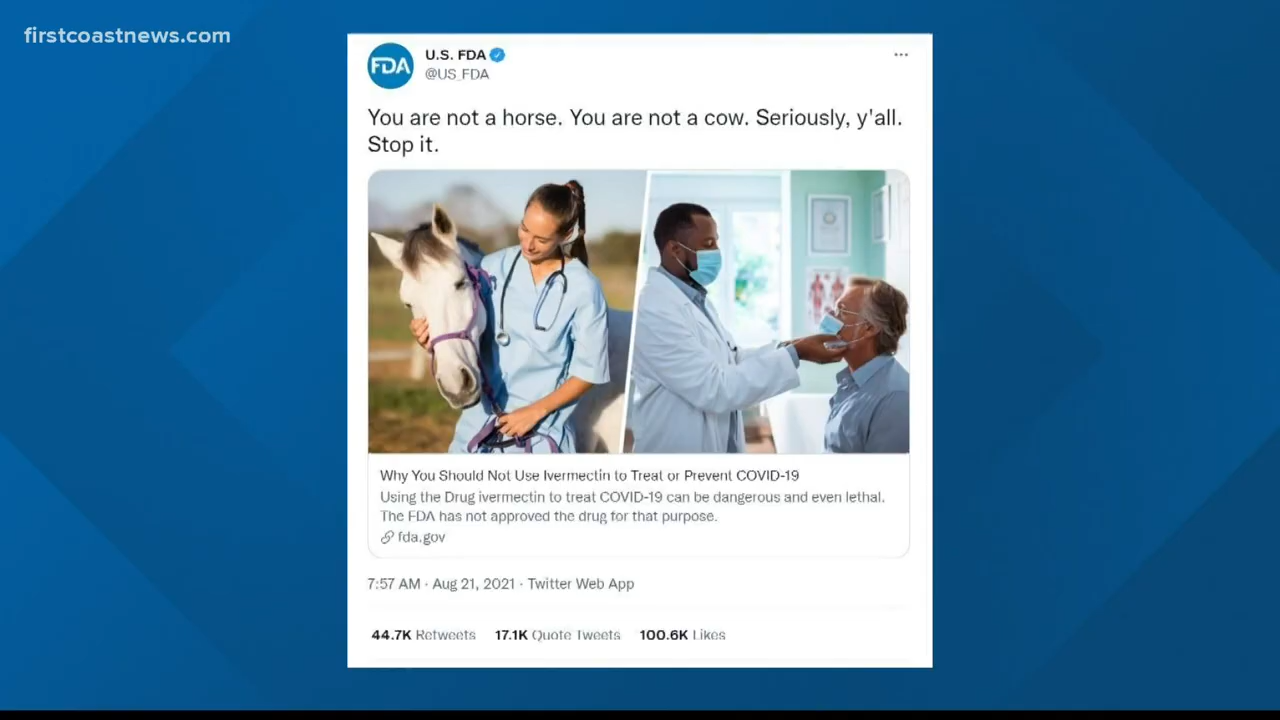 firstcoastnews.com
FDA
U.S. FDA
@US_FDA
You are not a horse. You are not a cow. Seriously, y'all.
Stop it.
Why You Should Not Use Ivermectin to Treat or Prevent COVID-19
Using the Drug ivermectin to treat COVID-19 can be dangerous and even lethal.
The FDA has not approved the drug for that purpose.
fda.gov
7:57 AM · Aug 21, 2021 · Twitter Web App
44.7K Retweets 17.1K Quote Tweets 100.6K Likes